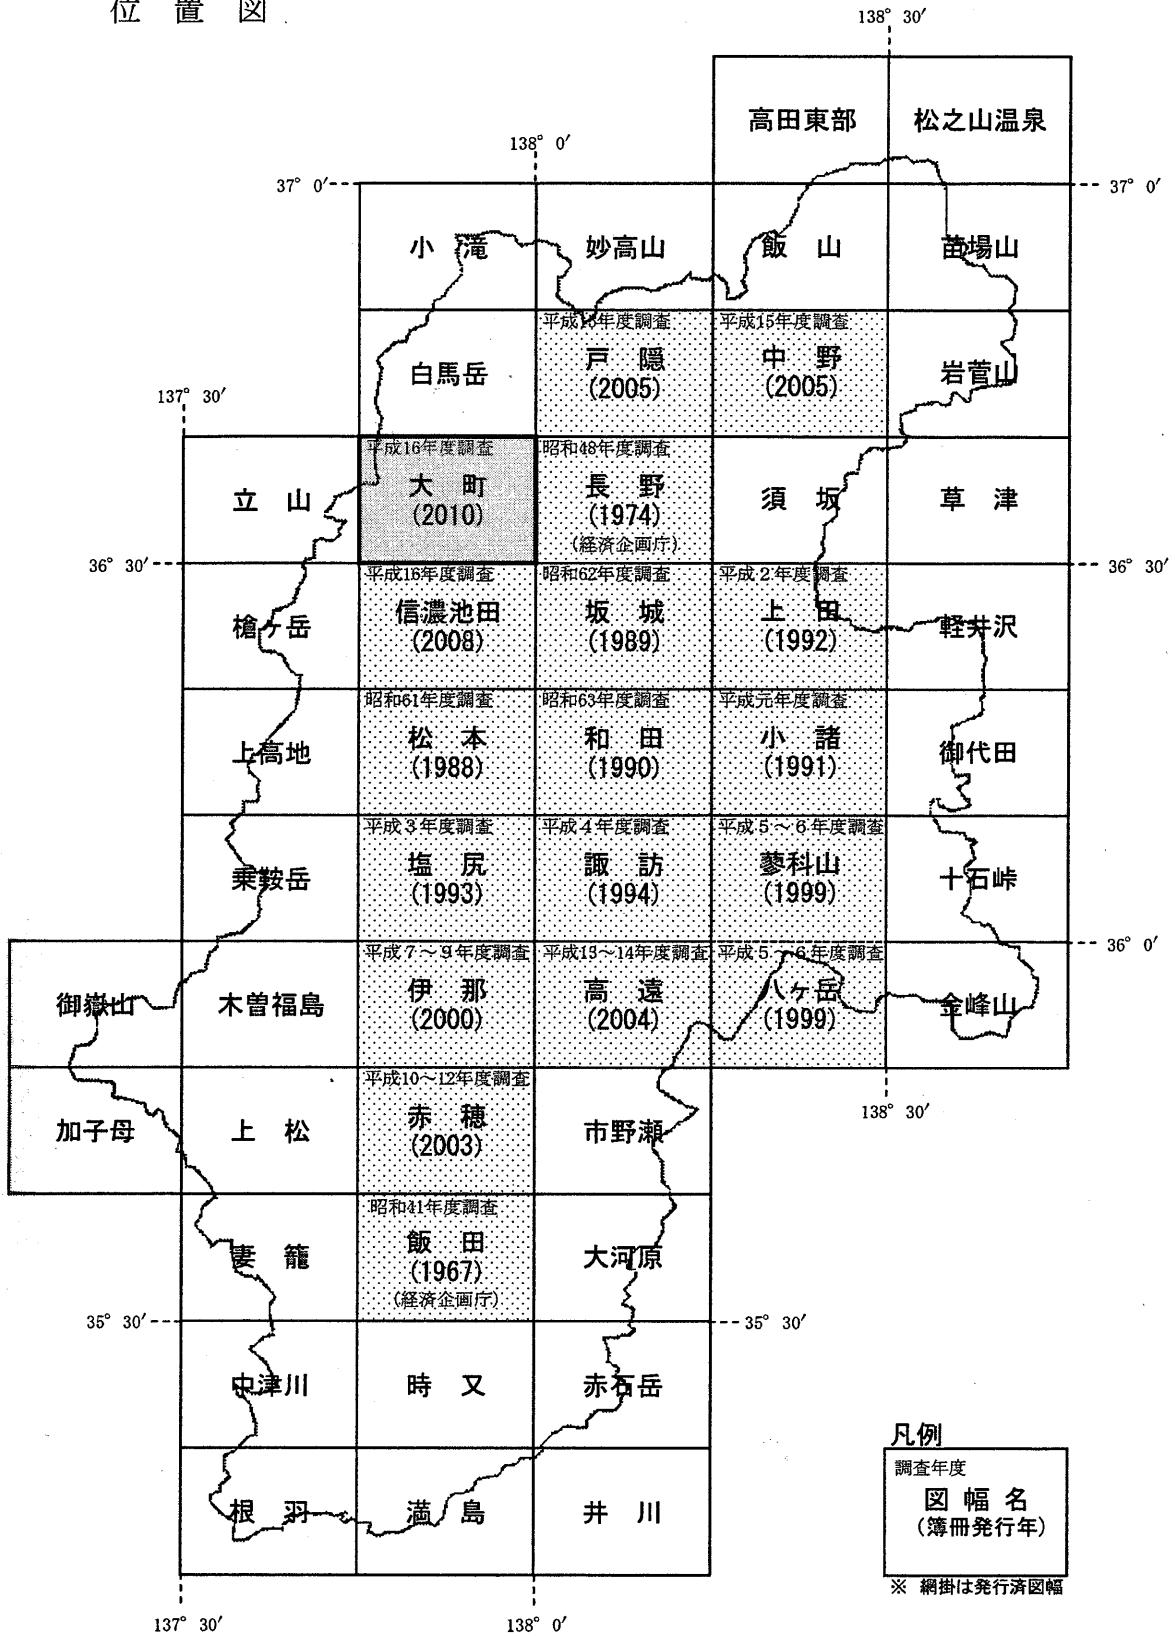 位置図
138° 30′
高田東部 松之山温泉
138° 0′
37° 0′ 37° 0′
小 滝 妙高山 飯 山 苗場山
平成15年度調査
白馬岳 戸 隠 中 野 岩菅山
(2005) (2005)
137° 30′
平成16年度調査 昭和48年度調査
立 山 大 町 長 野 須 坂 草 津
(2010) (1974)
(経済企画庁)
36° 30′ 36° 30′
平成16年度調査 昭和62年度調査 平成2年度調査
槍ヶ岳 信濃池田 坂 城 上 田 軽井沢
(2008) (1989) (1992)
昭和61年度調査 昭和63年度調査 平成元年度調査
上高地 松 本 和 田 小 諸 御代田
(1988) (1990) (1991)
平成3年度調査 平成4年度調査 平成5～6年度調査
乗鞍岳 塩 尻 諏 訪 蓼科山 十石峠
(1993) (1994) (1999)
36° 0′
平成7～9年度調査 平成13～14年度調査 平成5～6年度調査
御嶽山 木曽福島 伊 那 高 遠 八ヶ岳 金峰山
(2000) (2004) (1999)
平成10～12年度調査
138° 30′
加子母 上 松 赤 穂 市野瀬
(2003)
昭和41年度調査
妻 籠 飯 田 大河原
(1967)
(経済企画庁)
35° 30′ 35° 30′
中津川 時 又 赤石岳
根 羽 満 島 井 川
137° 30′ 138° 0′
凡例
調査年度
図 幅 名
(簿冊発行年)
※ 網掛は発行済図幅